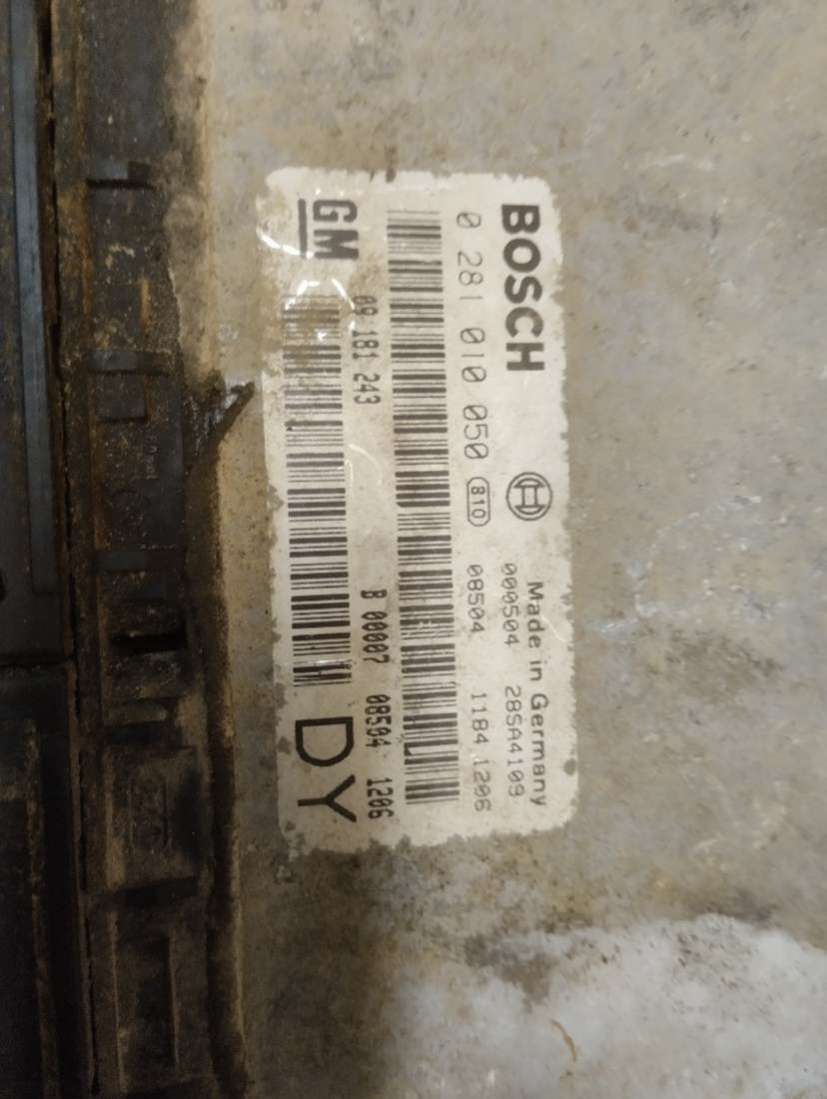 BOSCH
Made in Germany
000504 28SA4109
0 281 010 050 810 08504 1184 1206
09 181 243 B 00007 08504 1206
GM
DY